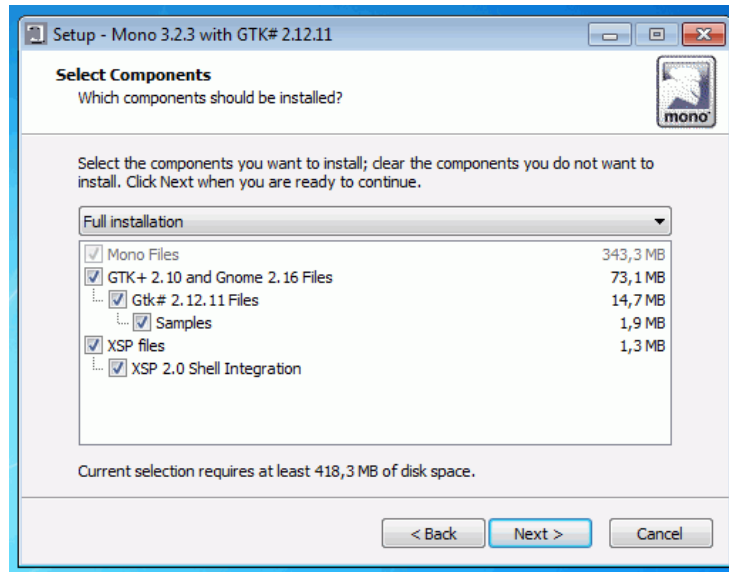 Setup - Mono 3.2.3 with GTK# 2.12.11
Select Components
Which components should be installed?
mono
Select the components you want to install; clear the components you do not want to
install. Click Next when you are ready to continue.
Full installation
Mono Files 343,3 MB
GTK+ 2.10 and Gnome 2.16 Files 73,1 MB
Gtk# 2.12.11 Files 14,7 MB
Samples 1,9 MB
XSP files 1,3 MB
XSP 2.0 Shell Integration
Current selection requires at least 418,3 MB of disk space.
< Back Next > Cancel